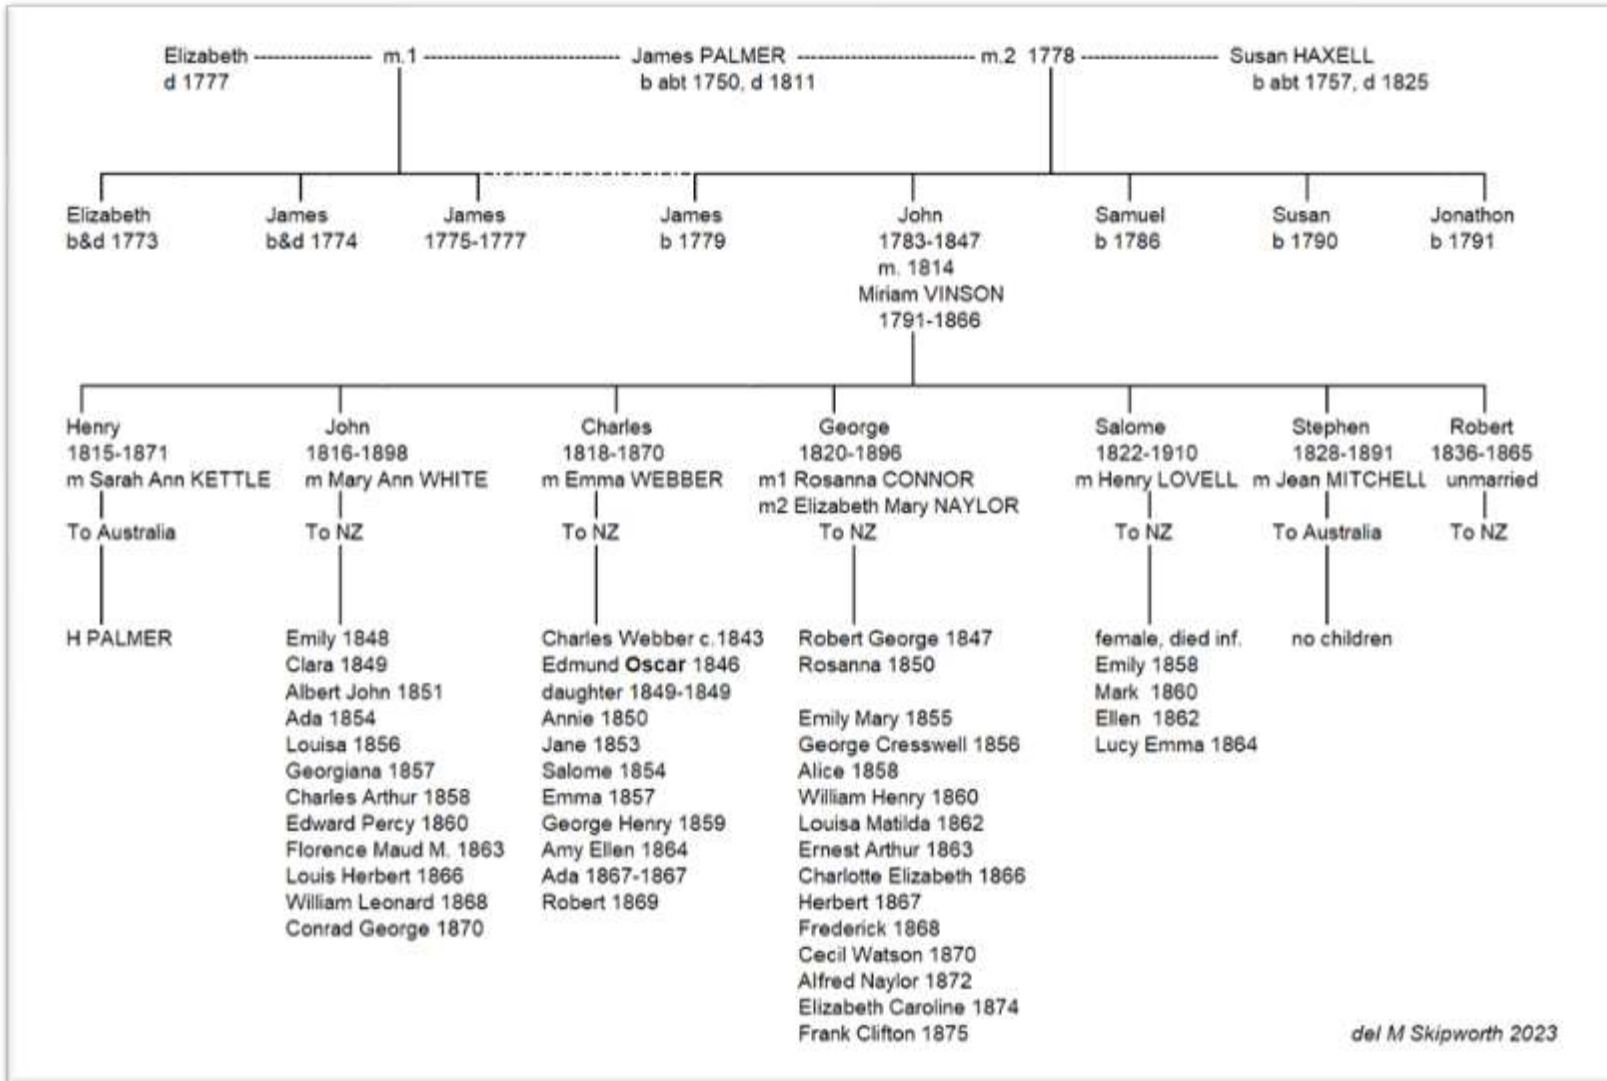 Elizabeth ---------------- m.1 ---------------------------- James PALMER ------------------------ m.2 1778 ------------------- Susan HAXELL
d 1777 b abt 1750, d 1811 b abt 1757, d 1825
Elizabeth James James James John Samuel Susan Jonathon
b&d 1773 b&d 1774 1775-1777 b 1779 1783-1847 b 1786 b 1790 b 1791
m. 1814
Miriam VINSON
1791-1866
Henry John Charles George Salome Stephen Robert
1815-1871 1816-1898 1818-1870 1820-1896 1822-1910 1828-1891 1836-1865
m Sarah Ann KETTLE m Mary Ann WHITE m Emma WEBBER m1 Rosanna CONNOR m Henry LOVELL m Jean MITCHELL unmarried
m2 Elizabeth Mary NAYLOR
To Australia To NZ To NZ To NZ To NZ To Australia To NZ
H PALMER Emily 1848 Charles Webber c.1843 Robert George 1847 female, died inf. no children
Clara 1849 Edmund Oscar 1846 Rosanna 1850 Emily 1858
Albert John 1851 daughter 1849-1849 Mark 1860
Ada 1854 Annie 1850 Emily Mary 1855 Ellen 1862
Louisa 1856 Jane 1853 George Cresswell 1856 Lucy Emma 1864
Georgiana 1857 Salome 1854 Alice 1858
Charles Arthur 1858 Emma 1857 William Henry 1860
Edward Percy 1860 George Henry 1859 Louisa Matilda 1862
Florence Maud M. 1863 Amy Ellen 1864 Ernest Arthur 1863
Louis Herbert 1866 Ada 1867-1867 Charlotte Elizabeth 1866
William Leonard 1868 Robert 1869 Herbert 1867
Conrad George 1870 Frederick 1868
Cecil Watson 1870
Alfred Naylor 1872
Elizabeth Caroline 1874
Frank Clifton 1875 del M Skipworth 2023